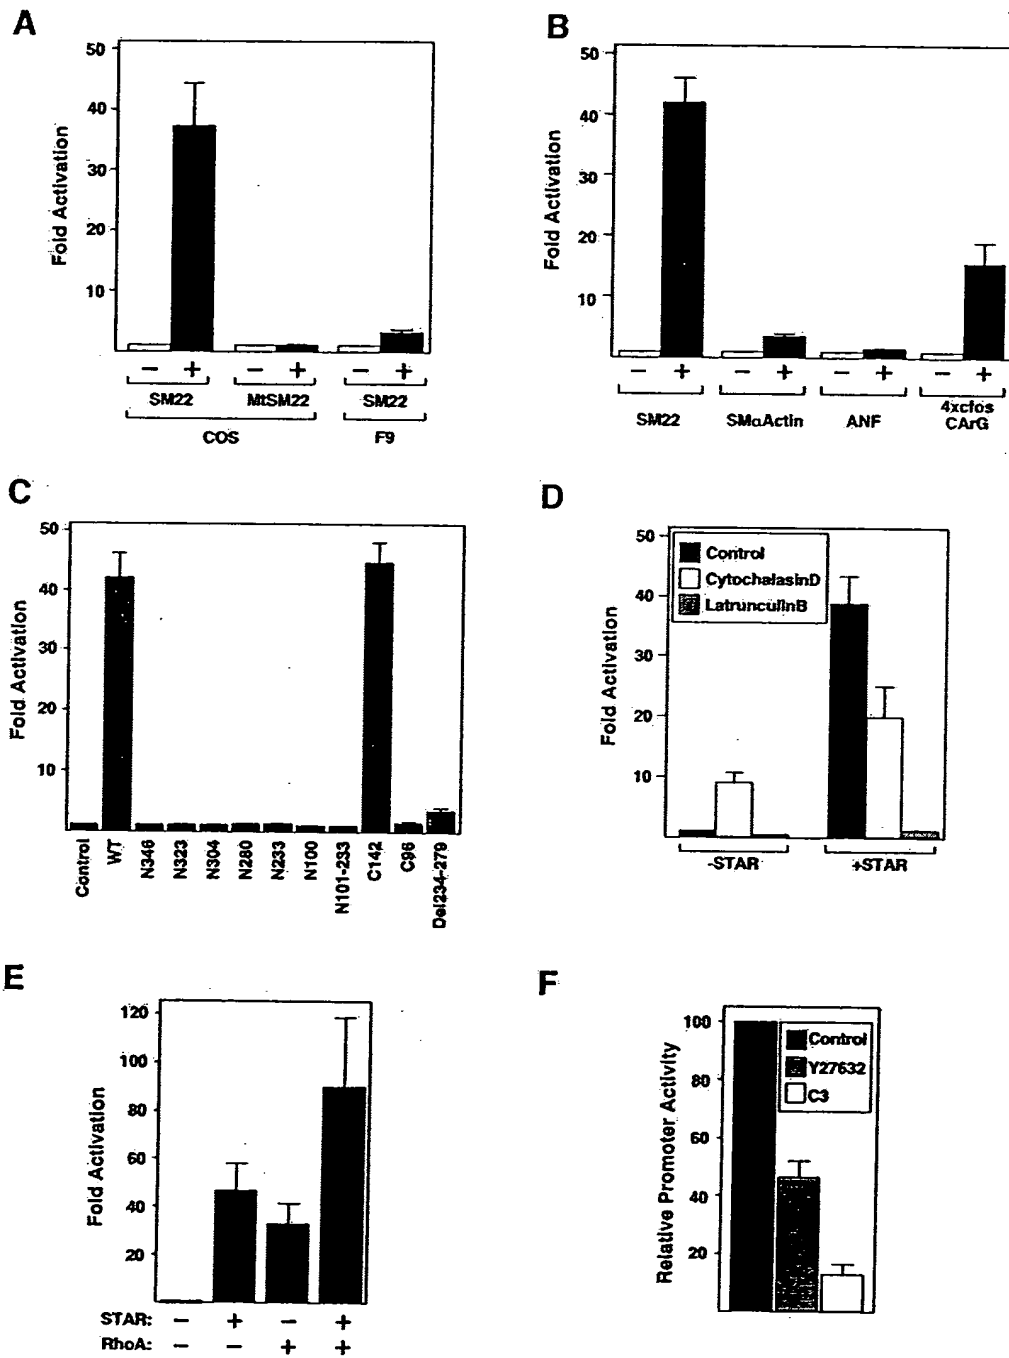 A
50
40
30
20
10
Fold Activation
− + − + − +
SM22 MtSM22 SM22
COS F9
B
50
40
30
20
10
Fold Activation
− + − + − + − +
SM22 SMαActin ANF 4xcfos
CArG
C
50
40
30
20
10
Fold Activation
Control
WT
N346
N323
N304
N280
N233
N100
N101-233
C142
C96
Del234-279
D
50
40
30
20
10
Fold Activation
Control
CytochalasinD
LatrunculinB
-STAR +STAR
E
120
100
80
60
40
20
Fold Activation
STAR: − + − +
RhoA: − − + +
F
100
80
60
40
20
Relative Promoter Activity
Control
Y27632
C3